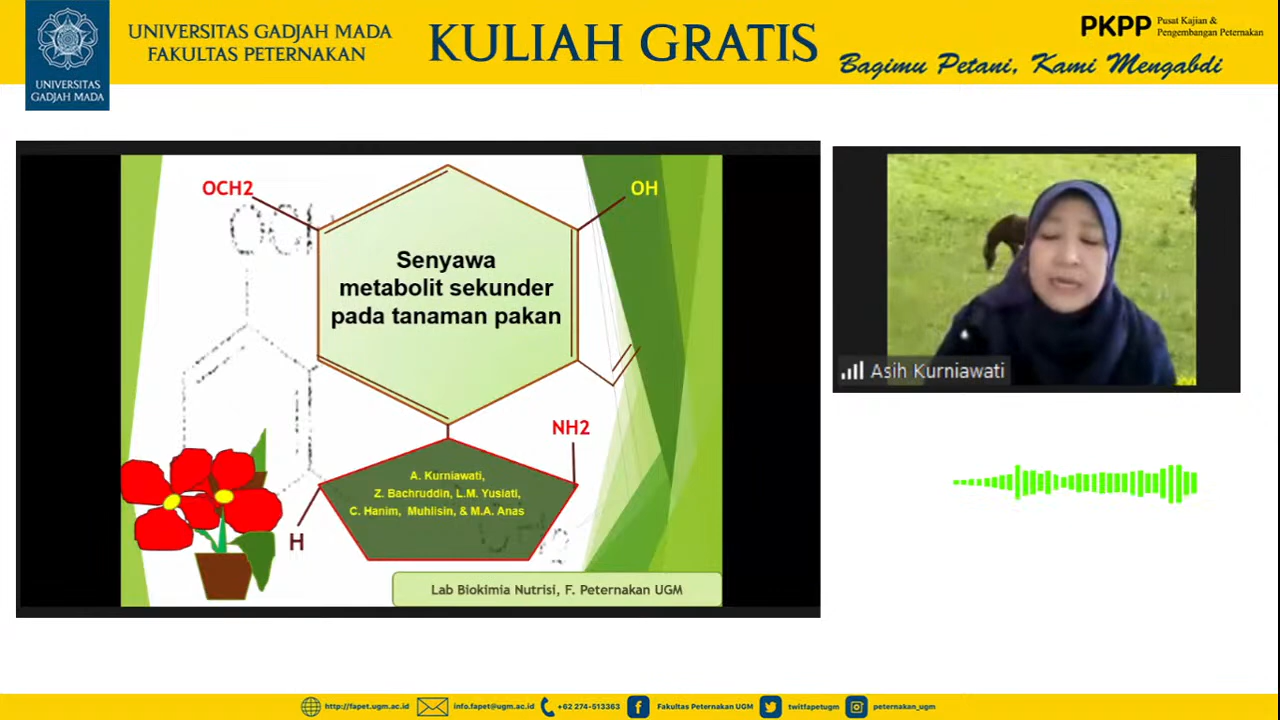 UNIVERSITAS GADJAH MADA
UNIVERSITAS GADJAH MADA
FAKULTAS PETERNAKAN
KULIAH GRATIS
PKPP
Pusat Kajian &
Pengembangan Peternakan
Bagimu Petani, Kami Mengabdi
OCH2
OH
Senyawa
metabolit sekunder
pada tanaman pakan
NH2
A. Kurniawati,
Z. Bachruddin, L.M. Yusiati,
C. Hanim, Muhlisin, & M.A. Anas
H
Lab Biokimia Nutrisi, F. Peternakan UGM
Asih Kurniawati
http://fapet.ugm.ac.id
info.fapet@ugm.ac.id
+62 274-513363
Fakultas Peternakan UGM
twitfapetugm
peternakan_ugm